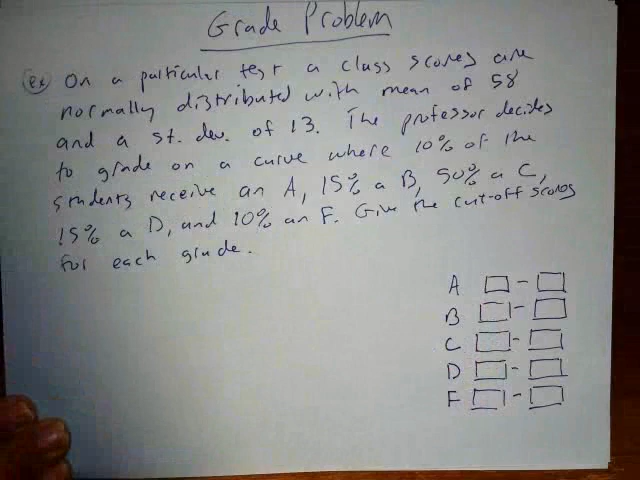 Grade Problem
(ex) On a particular test a class scores are
normally distributed with mean of 58
and a st. dev. of 13. The professor decides
to grade on a curve where 10% of the
students receive an A, 15% a B, 50% a C,
15% a D, and 10% an F. Give the cut-off scores
for each grade.
A □ - □
B □ - □
C □ - □
D □ - □
F □ - □